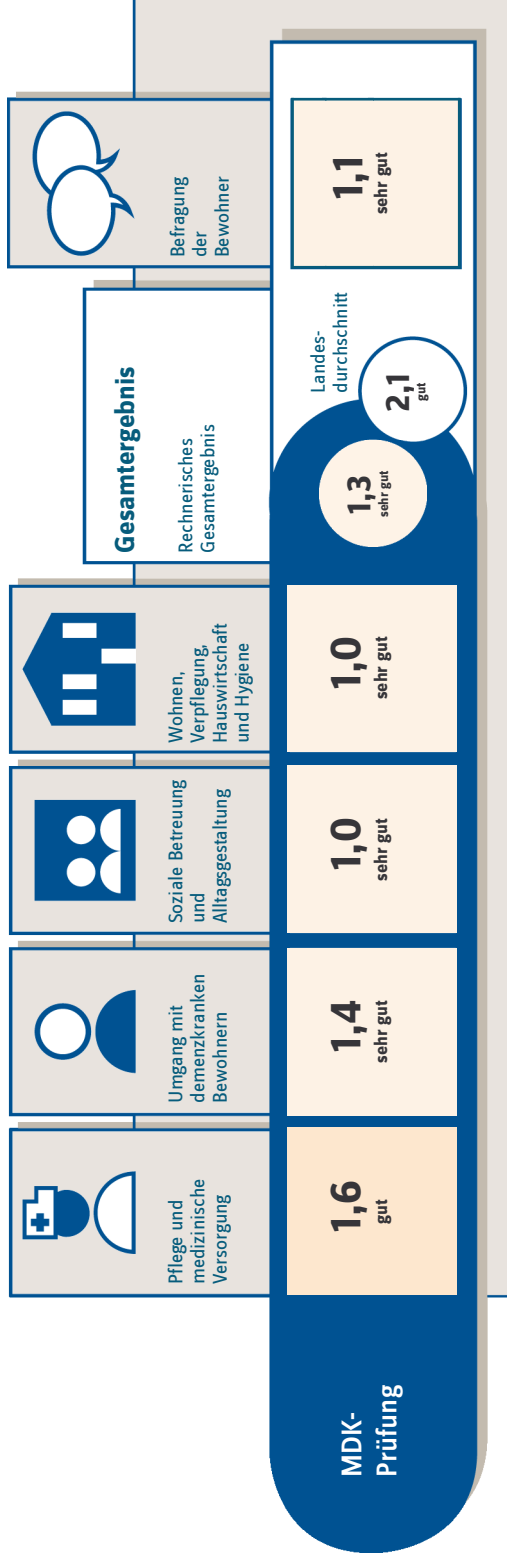 Pflege und
medizinische
Versorgung
Umgang mit
demenzkranken
Bewohnern
Soziale Betreuung
und
Alltagsgestaltung
Wohnen,
Verpflegung,
Hauswirtschaft
und Hygiene
Gesamtergebnis
Rechnerisches
Gesamtergebnis
Befragung
der
Bewohner
MDK-
Prüfung
1,6
gut
1,4
sehr gut
1,0
sehr gut
1,0
sehr gut
1,3
sehr gut
Landes-
durchschnitt
2,1
gut
1,1
sehr gut